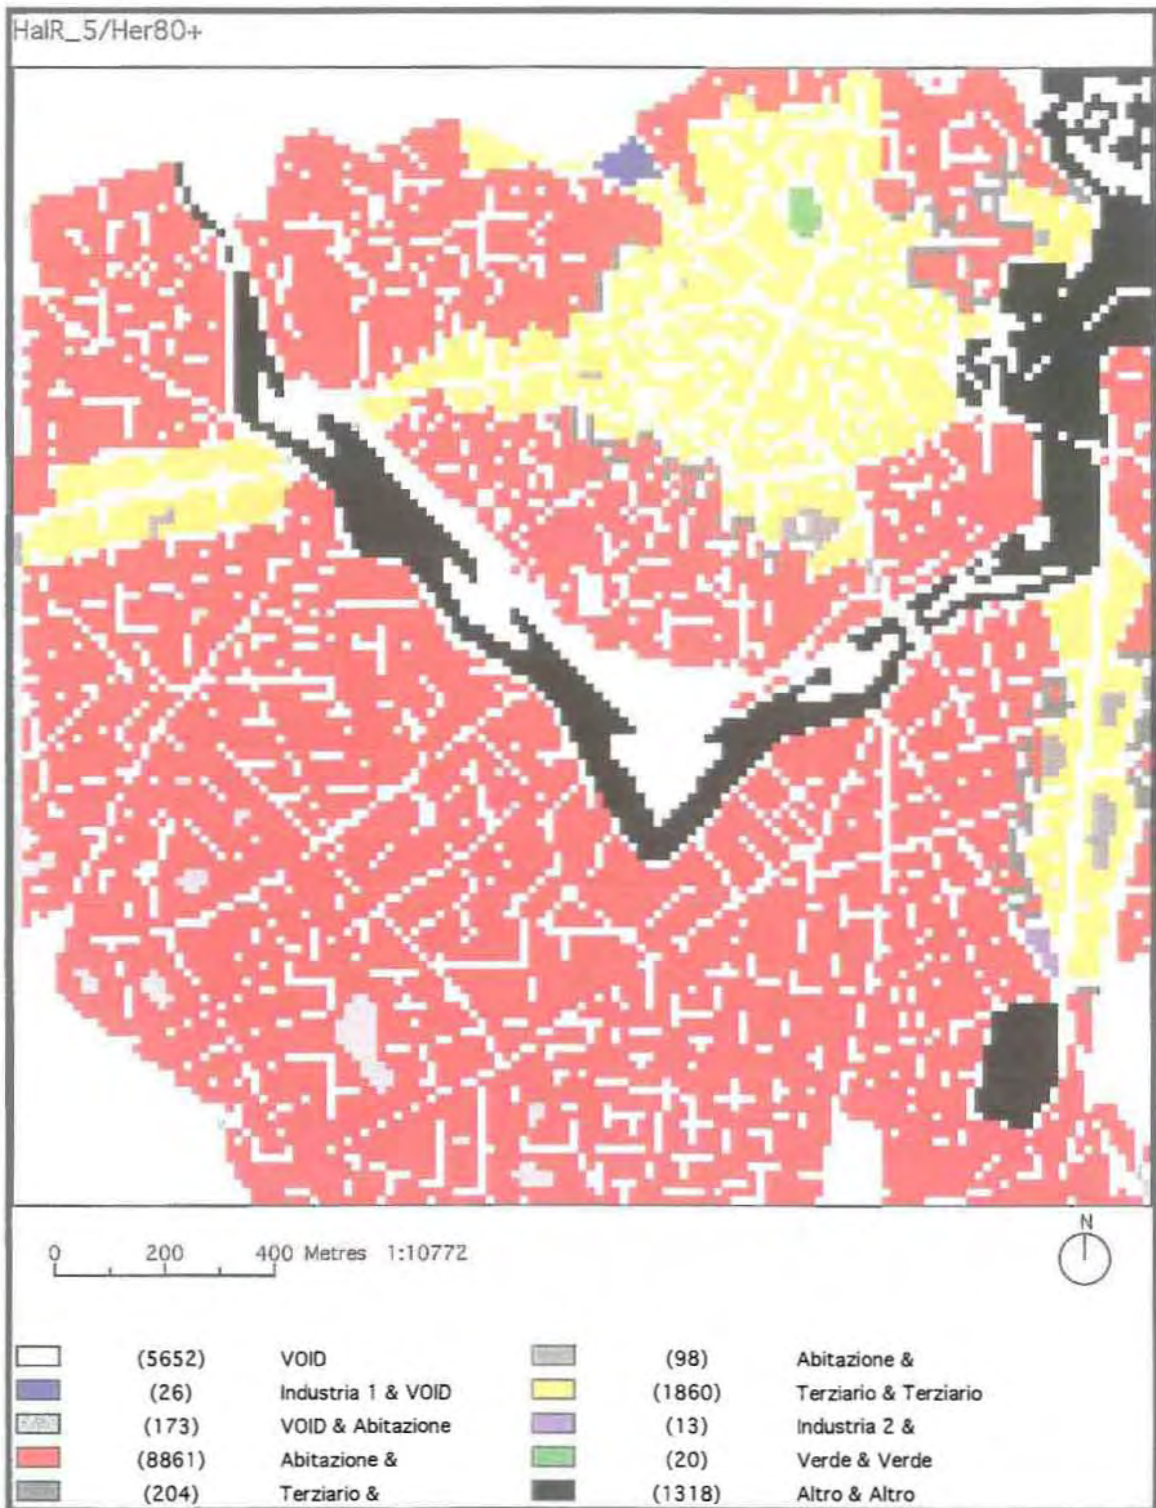 HalR_5/Her80+
0 200 400 Metres 1:10772
N
(5652) VOID
(26) Industria 1 & VOID
(173) VOID & Abitazione
(8861) Abitazione &
(204) Terziario &
(98) Abitazione &
(1860) Terziario & Terziario
(13) Industria 2 &
(20) Verde & Verde
(1318) Altro & Altro